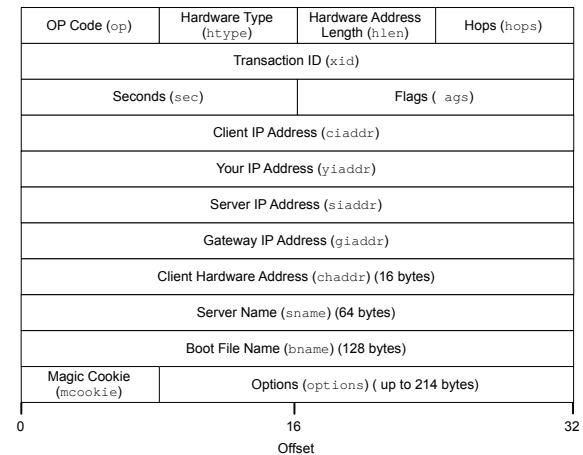 OP Code (op)
Hardware Type
(htype)
Hardware Address
Length (hlen)
Hops (hops)
Transaction ID (xid)
Seconds (sec)
Flags ( ags)
Client IP Address (ciaddr)
Your IP Address (yiaddr)
Server IP Address (siaddr)
Gateway IP Address (giaddr)
Client Hardware Address (chaddr) (16 bytes)
Server Name (sname) (64 bytes)
Boot File Name (bname) (128 bytes)
Magic Cookie
(mcookie)
Options (options) ( up to 214 bytes)
0 16 32
Offset